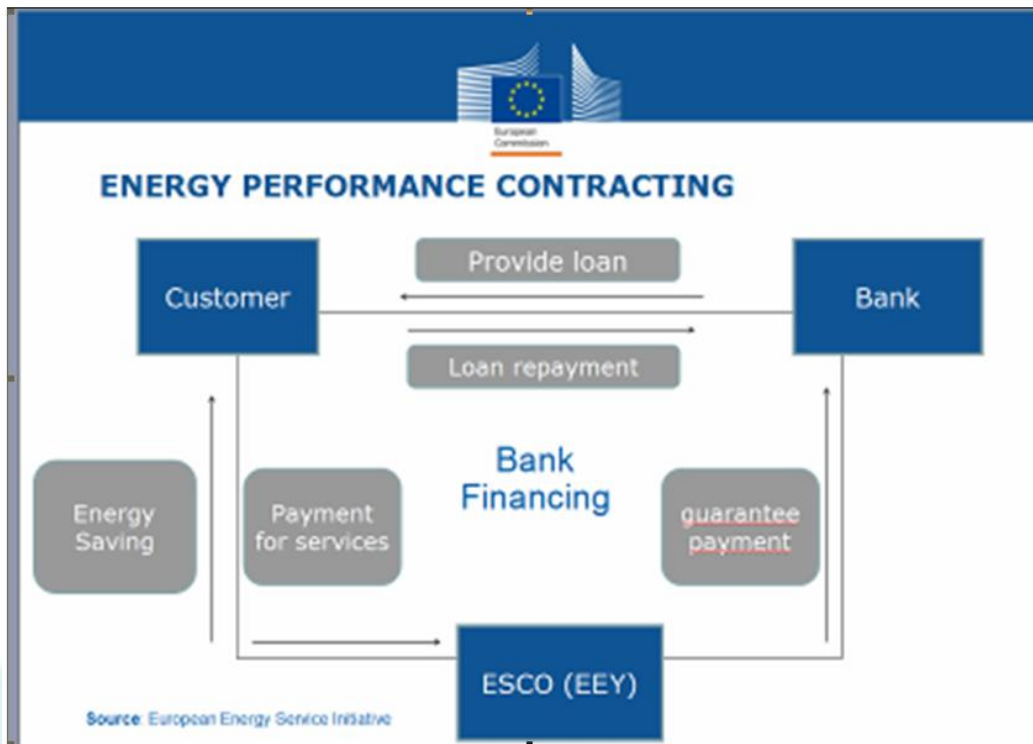 European
Commission
ENERGY PERFORMANCE CONTRACTING
Provide loan
Customer
Bank
Loan repayment
Bank
Financing
Energy
Saving
Payment
for services
guarantee
payment
ESCO (EEY)
Source: European Energy Service Initiative